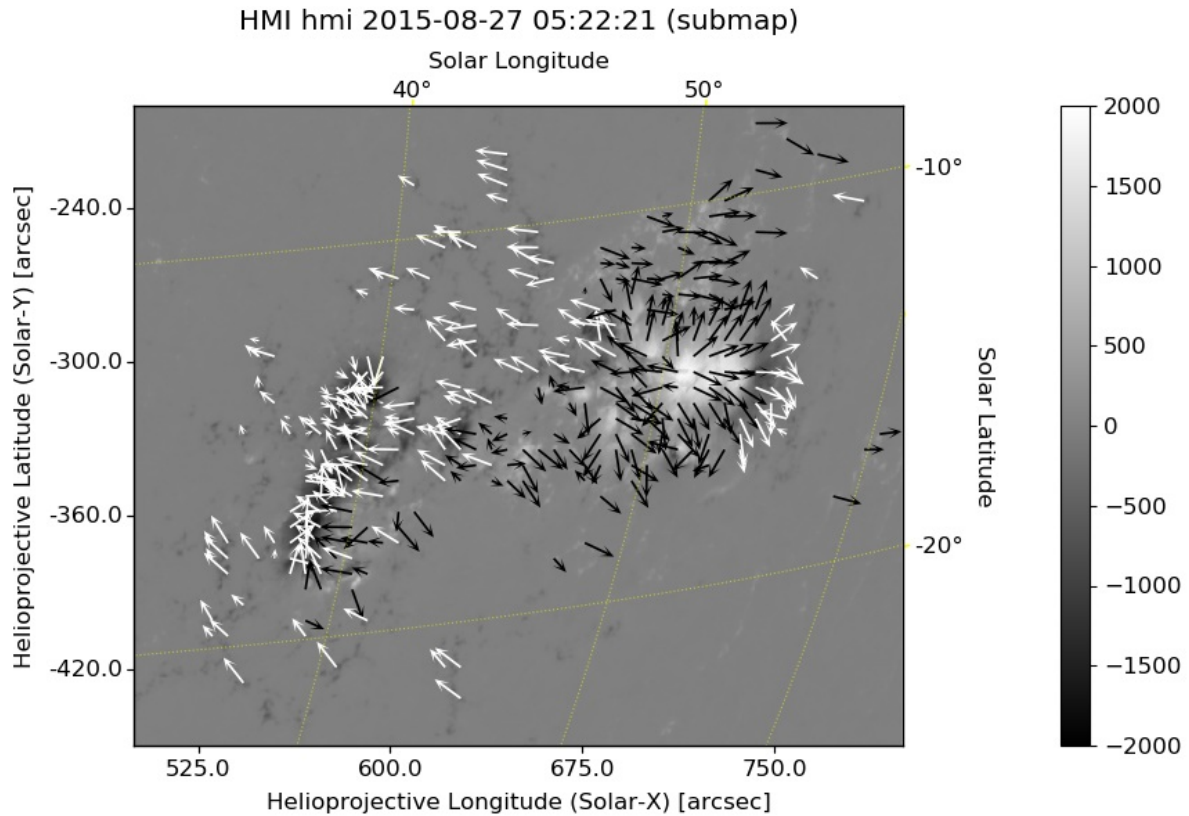 HMI hmi 2015-08-27 05:22:21 (submap)
Solar Longitude
40° 50°
2000
-10°
1500
-240.0
1000
500
-300.0
0
Helioprojective Latitude (Solar-Y) [arcsec]
Solar Latitude
-500
-360.0
-20°
-1000
-420.0
-1500
-2000
525.0 600.0 675.0 750.0
Helioprojective Longitude (Solar-X) [arcsec]